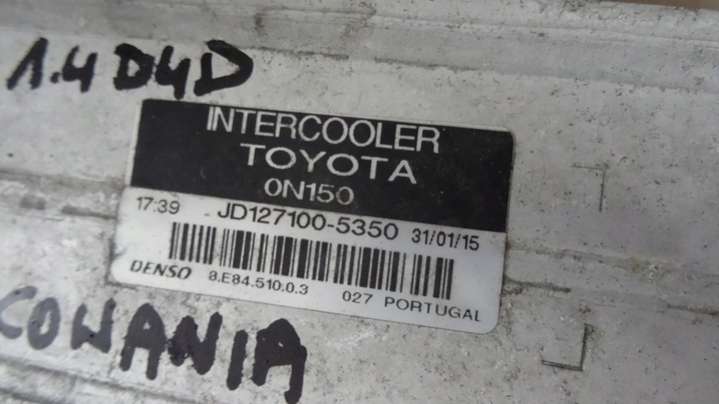 1.4 D4D
INTERCOOLER
TOYOTA
0N150
17:39 JD127100-5350 31/01/15
DENSO 8.E84.510.0.3 027 PORTUGAL
COWANIA